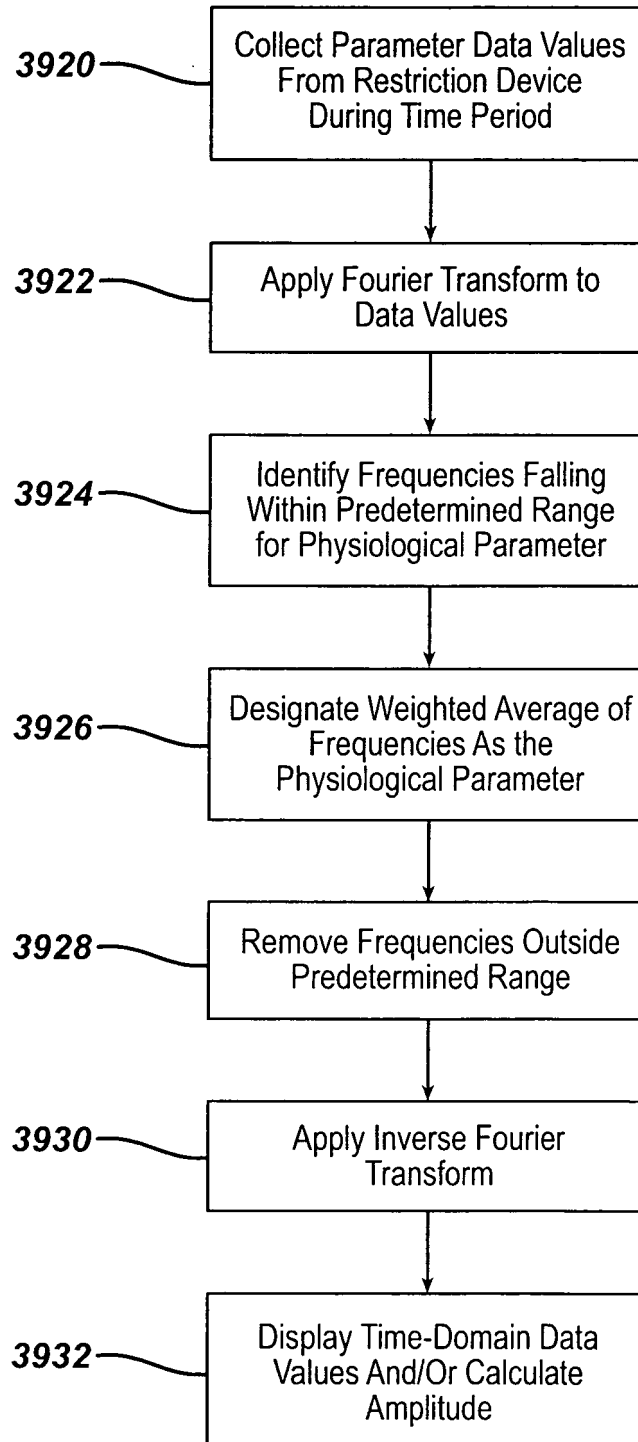 3920
Collect Parameter Data Values
From Restriction Device
During Time Period
3922
Apply Fourier Transform to
Data Values
3924
Identify Frequencies Falling
Within Predetermined Range
for Physiological Parameter
3926
Designate Weighted Average of
Frequencies As the
Physiological Parameter
3928
Remove Frequencies Outside
Predetermined Range
3930
Apply Inverse Fourier
Transform
3932
Display Time-Domain Data
Values And/Or Calculate
Amplitude